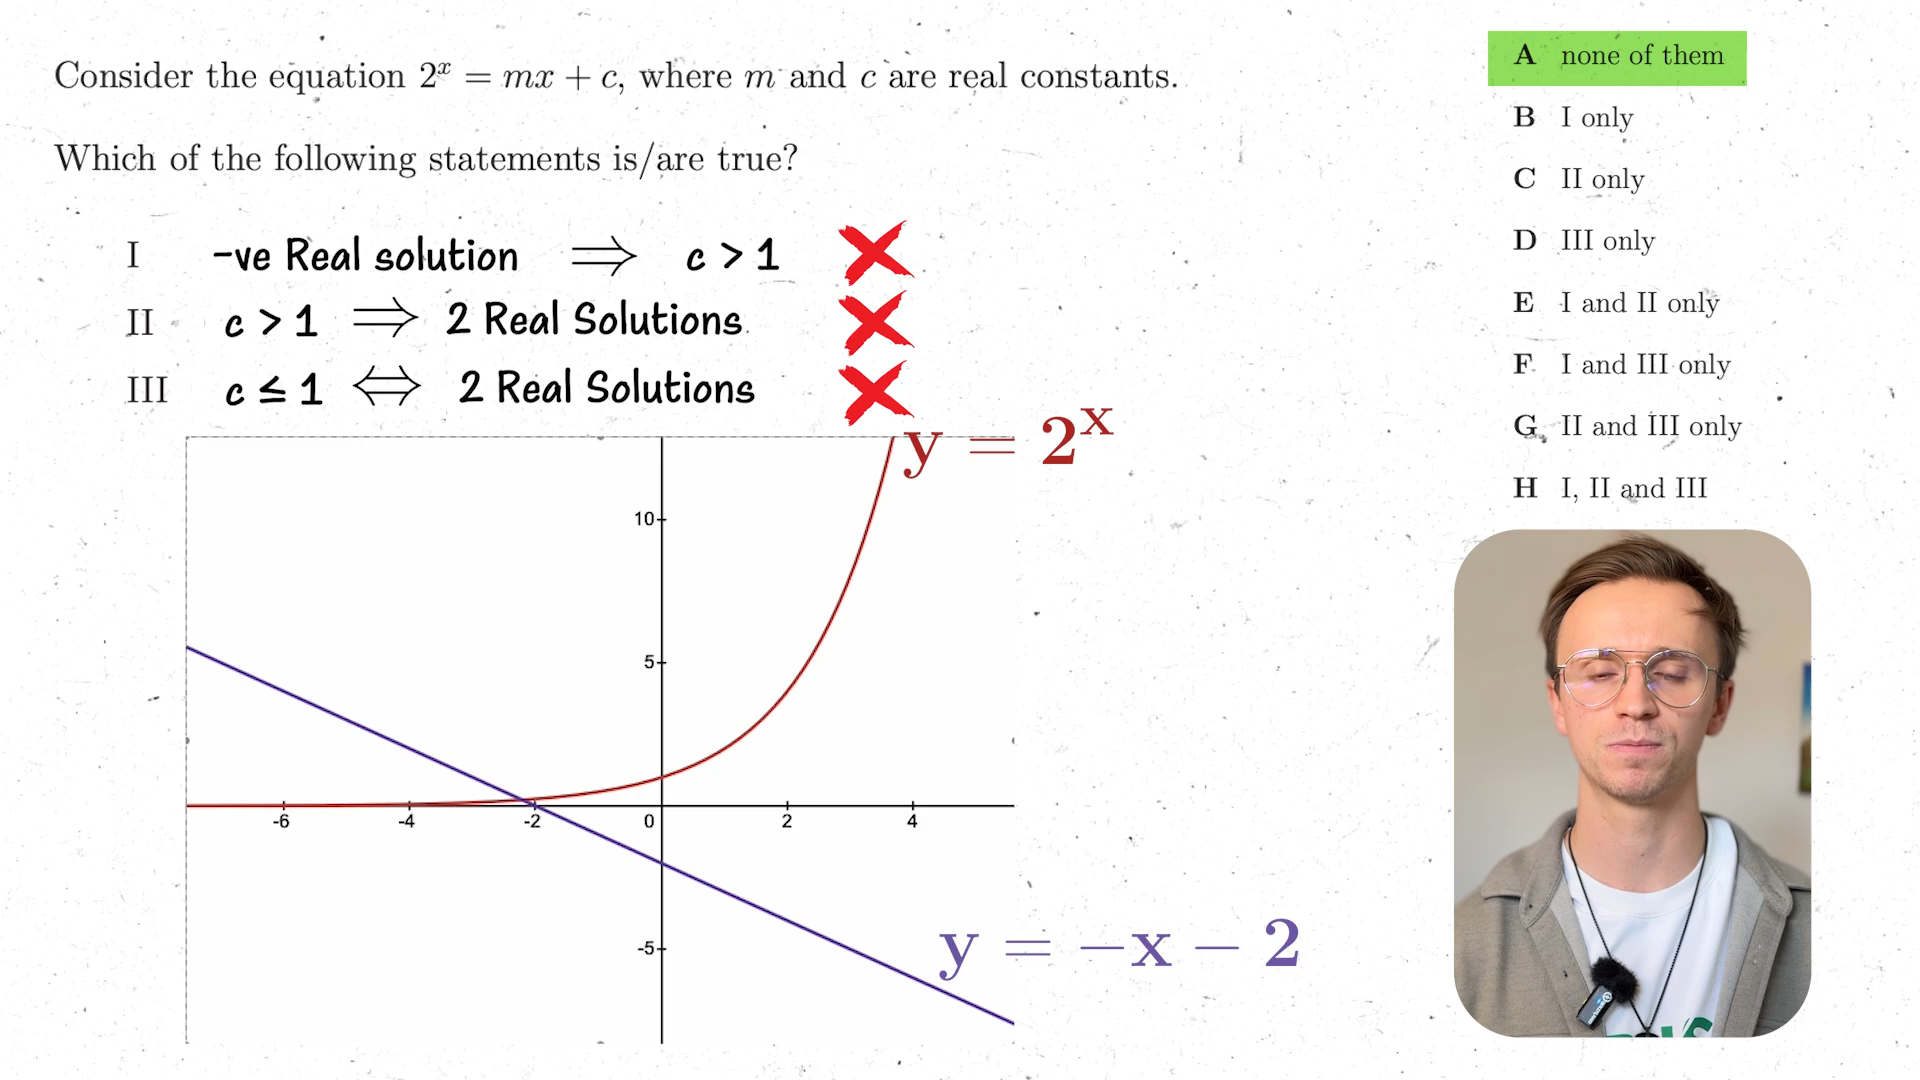 Consider the equation 2^x = mx + c, where m and c are real constants.
Which of the following statements is/are true?
I -ve Real solution ⟹ c > 1
II c > 1 ⟹ 2 Real Solutions
III c ≤ 1 ⟺ 2 Real Solutions
A none of them
B I only
C II only
D III only
E I and II only
F I and III only
G II and III only
H I, II and III
y = 2^x
10
5
-6 -4 -2 0 2 4
-5
y = −x − 2